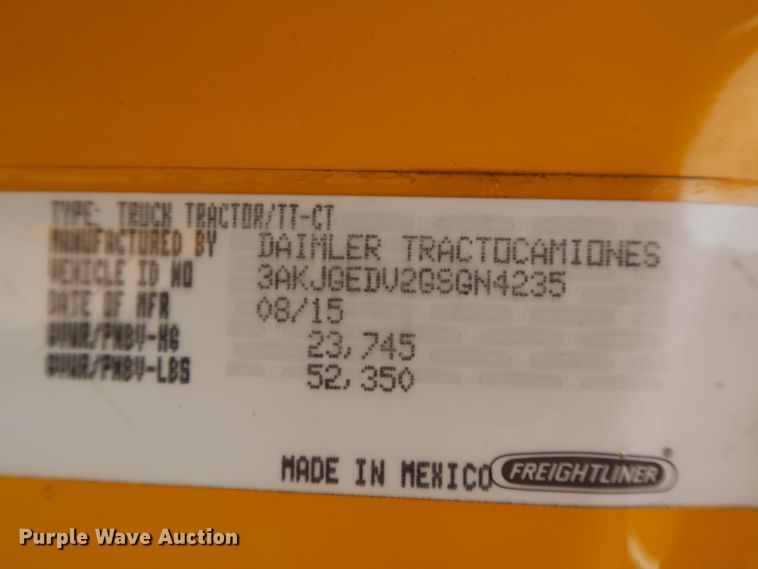 TYPE: TRUCK TRACTOR/TT-CT
MANUFACTURED BY DAIMLER TRACTOCAMIONES
VEHICLE ID NO 3AKJGEDV2GSGN4235
DATE OF MFR 08/15
GVWR/PNBV-KG 23,745
GVWR/PNBV-LBS 52,350
MADE IN MEXICO FREIGHTLINER®
Purple Wave Auction